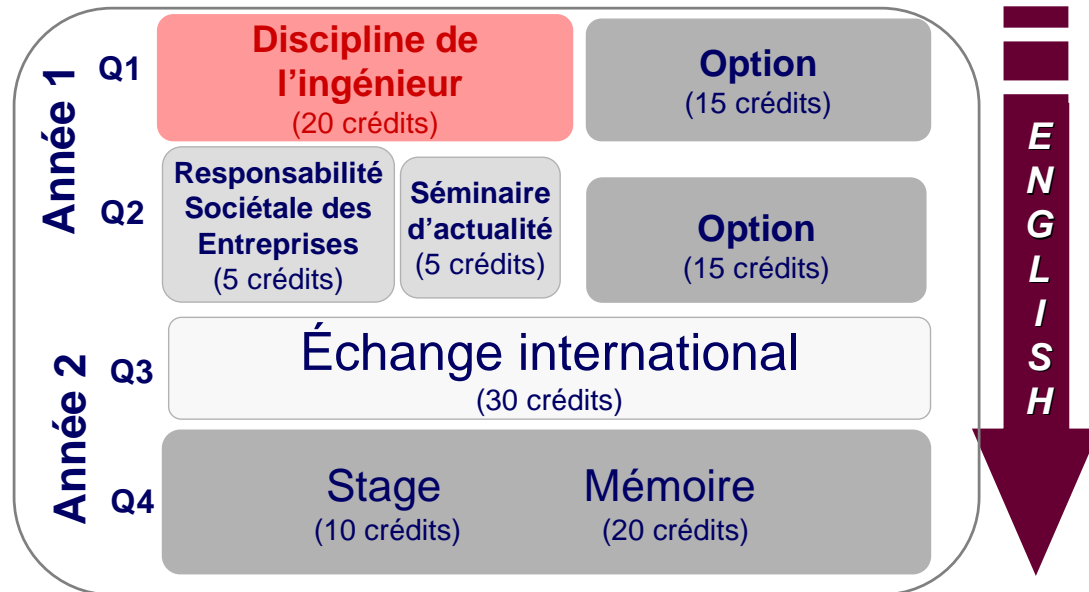 Année 1
Q1
Discipline de
l’ingénieur
(20 crédits)
Option
(15 crédits)
Q2
Responsabilité
Sociétale des
Entreprises
(5 crédits)
Séminaire
d’actualité
(5 crédits)
Option
(15 crédits)
Année 2
Q3
Échange international
(30 crédits)
Q4
Stage
(10 crédits)
Mémoire
(20 crédits)
ENGLISH